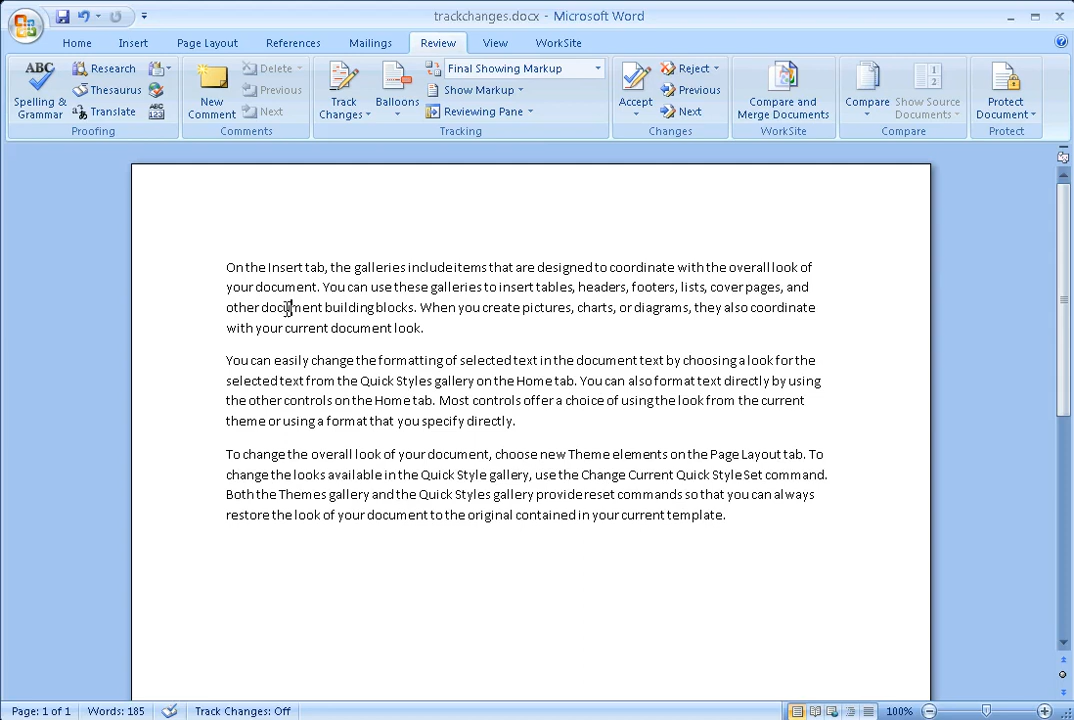 trackchanges.docx - Microsoft Word
Home Insert Page Layout References Mailings Review View WorkSite
ABC Spelling & Grammar
Research
Thesaurus
Translate
ABC 123
Proofing
New Comment
Delete
Previous
Next
Comments
Track Changes
Balloons
Final Showing Markup
Show Markup
Reviewing Pane
Tracking
Accept
Reject
Previous
Next
Changes
Compare and Merge Documents
WorkSite
Compare
1 2
Show Source Documents
Compare
Protect Document
Protect
On the Insert tab, the galleries include items that are designed to coordinate with the overall look of
your document. You can use these galleries to insert tables, headers, footers, lists, cover pages, and
other document building blocks. When you create pictures, charts, or diagrams, they also coordinate
with your current document look.
You can easily change the formatting of selected text in the document text by choosing a look for the
selected text from the Quick Styles gallery on the Home tab. You can also format text directly by using
the other controls on the Home tab. Most controls offer a choice of using the look from the current
theme or using a format that you specify directly.
To change the overall look of your document, choose new Theme elements on the Page Layout tab. To
change the looks available in the Quick Style gallery, use the Change Current Quick Style Set command.
Both the Themes gallery and the Quick Styles gallery provide reset commands so that you can always
restore the look of your document to the original contained in your current template.
Page: 1 of 1 Words: 185 Track Changes: Off 100%